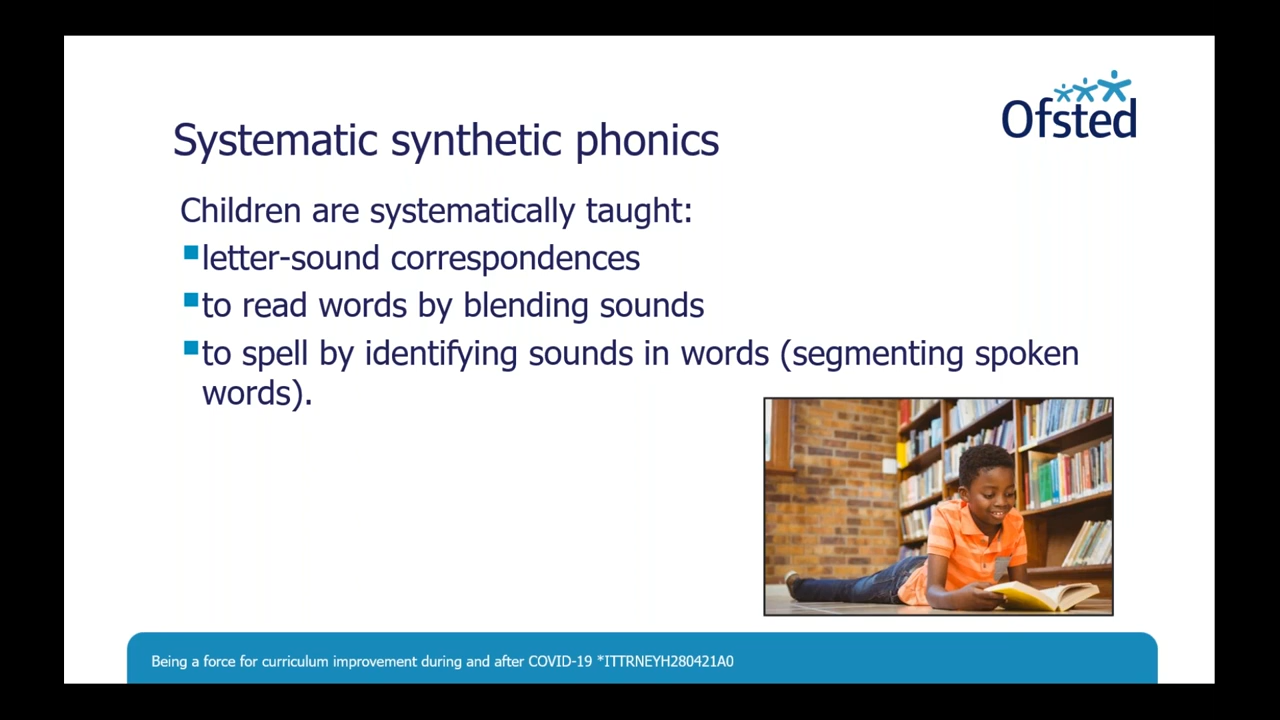 Ofsted
Systematic synthetic phonics
Children are systematically taught:
letter-sound correspondences
to read words by blending sounds
to spell by identifying sounds in words (segmenting spoken
words).
Being a force for curriculum improvement during and after COVID-19 *ITTRNEYH280421A0